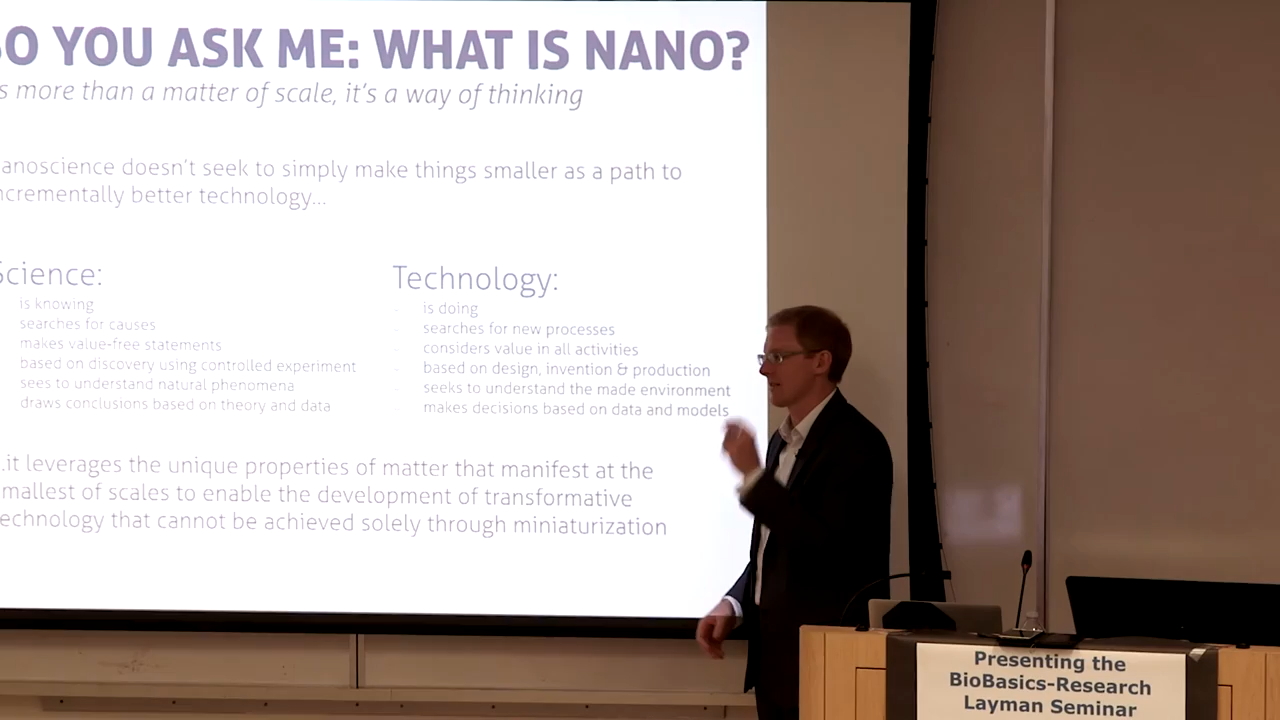 SO YOU ASK ME: WHAT IS NANO?
s more than a matter of scale, it's a way of thinking
anoscience doesn't seek to simply make things smaller as a path to
ncrementally better technology...
Science:
is knowing
searches for causes
makes value-free statements
based on discovery using controlled experiment
sees to understand natural phenomena
draws conclusions based on theory and data
Technology:
- is doing
- searches for new processes
- considers value in all activities
- based on design, invention & production
- seeks to understand the made environment
- makes decisions based on data and models
..it leverages the unique properties of matter that manifest at the
mallest of scales to enable the development of transformative
echnology that cannot be achieved solely through miniaturization
Presenting the
BioBasics-Research
Layman Seminar